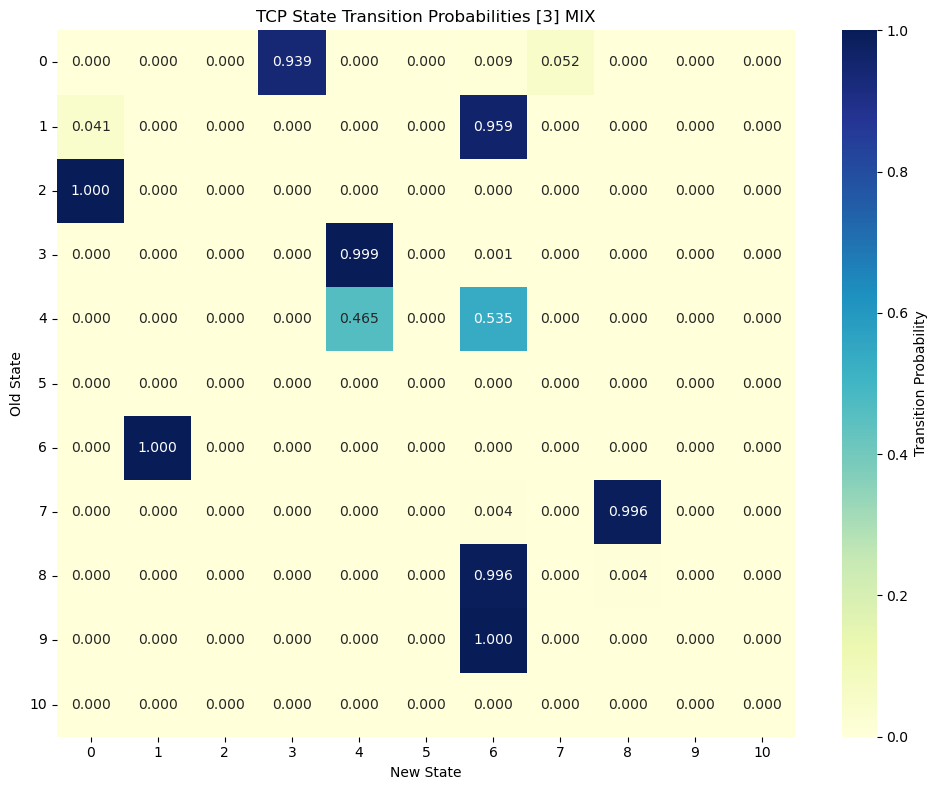 TCP State Transition Probabilities [3] MIX
0 0.000 0.000 0.000 0.939 0.000 0.000 0.009 0.052 0.000 0.000 0.000
1 0.041 0.000 0.000 0.000 0.000 0.000 0.959 0.000 0.000 0.000 0.000
2 1.000 0.000 0.000 0.000 0.000 0.000 0.000 0.000 0.000 0.000 0.000
3 0.000 0.000 0.000 0.000 0.999 0.000 0.001 0.000 0.000 0.000 0.000
4 0.000 0.000 0.000 0.000 0.465 0.000 0.535 0.000 0.000 0.000 0.000
5 0.000 0.000 0.000 0.000 0.000 0.000 0.000 0.000 0.000 0.000 0.000
6 0.000 1.000 0.000 0.000 0.000 0.000 0.000 0.000 0.000 0.000 0.000
7 0.000 0.000 0.000 0.000 0.000 0.000 0.004 0.000 0.996 0.000 0.000
8 0.000 0.000 0.000 0.000 0.000 0.000 0.996 0.000 0.004 0.000 0.000
9 0.000 0.000 0.000 0.000 0.000 0.000 1.000 0.000 0.000 0.000 0.000
10 0.000 0.000 0.000 0.000 0.000 0.000 0.000 0.000 0.000 0.000 0.000
0 1 2 3 4 5 6 7 8 9 10
New State
Old State
1.0
0.8
0.6
0.4
0.2
0.0
Transition Probability